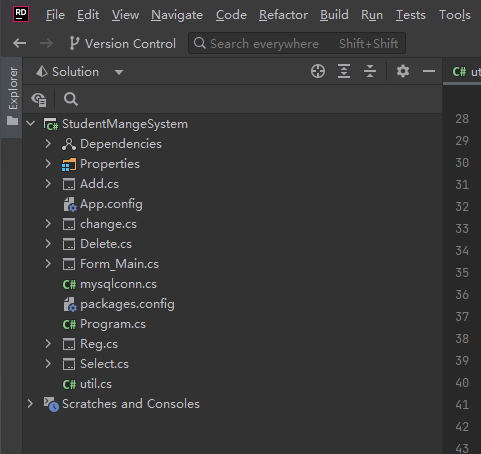 RD File Edit View Navigate Code Refactor Build Run Tests Tools
Version Control Search everywhere Shift+Shift
Explorer
Solution
C# ut
StudentMangeSystem
Dependencies
Properties
Add.cs
App.config
change.cs
Delete.cs
Form_Main.cs
C# mysqlconn.cs
packages.config
C# Program.cs
Reg.cs
Select.cs
C# util.cs
Scratches and Consoles
28
29
30
31
32
33
34
35
36
37
38
39
40
41
42
43